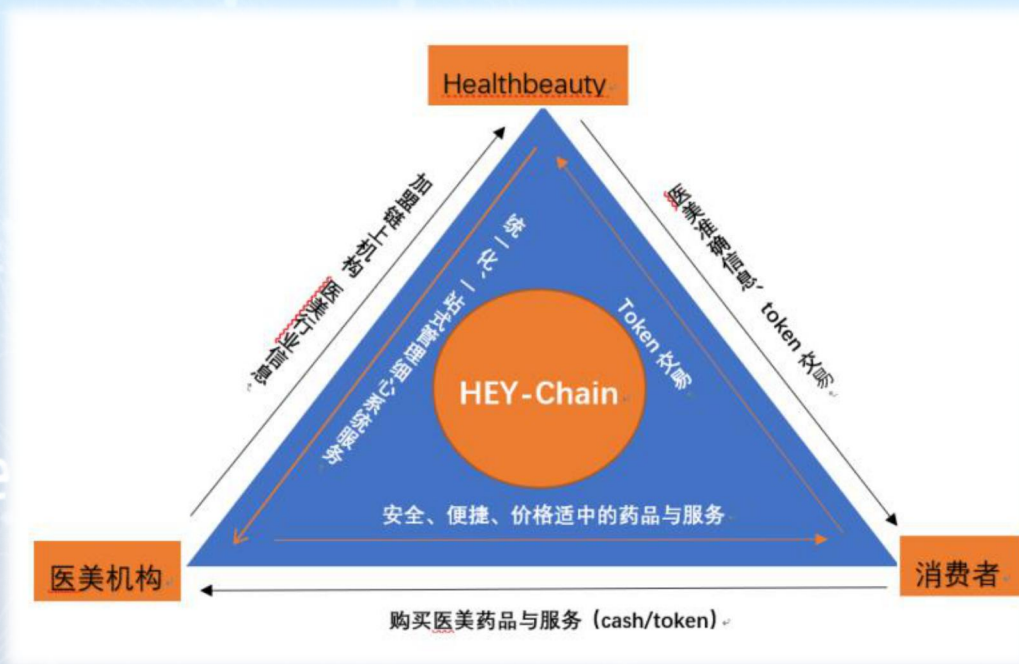 Healthbeauty
加盟链上机构 医美行业信息
医美准确信息、token 交易
统一化、一站式管理细心系统服务
Token 交易
HEY-Chain
安全、便捷、价格适中的药品与服务
医美机构
消费者
购买医美药品与服务（cash/token）